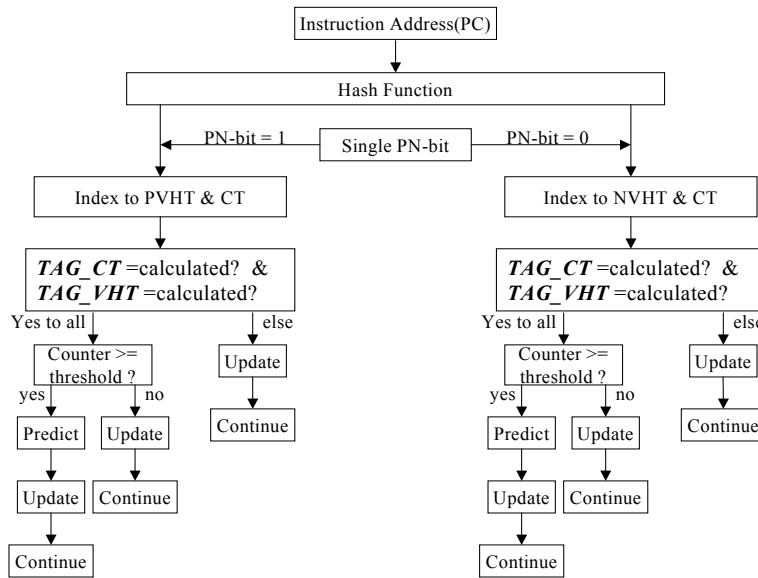 Instruction Address(PC)
Hash Function
PN-bit = 1
Single PN-bit
PN-bit = 0
Index to PVHT & CT
Index to NVHT & CT
TAG_CT =calculated? &
TAG_VHT =calculated?
TAG_CT =calculated? &
TAG_VHT =calculated?
Yes to all
else
Yes to all
else
Counter >=
threshold ?
Update
Counter >=
threshold ?
Update
yes
no
yes
no
Continue
Continue
Predict
Update
Predict
Update
Update
Continue
Update
Continue
Continue
Continue